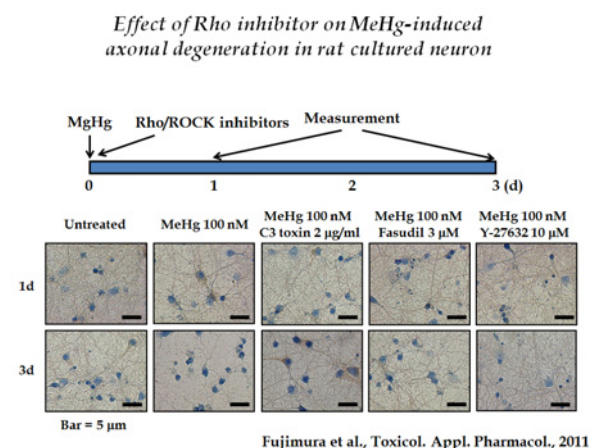 Effect of Rho inhibitor on MeHg-induced
axonal degeneration in rat cultured neuron
MgHg Rho/ROCK inhibitors Measurement
0 1 2 3 (d)
Untreated MeHg 100 nM MeHg 100 nM C3 toxin 2 μg/ml MeHg 100 nM Fasudil 3 μM MeHg 100 nM Y-27632 10 μM
1d
3d
Bar = 5 μm
Fujimura et al., Toxicol. Appl. Pharmacol., 2011